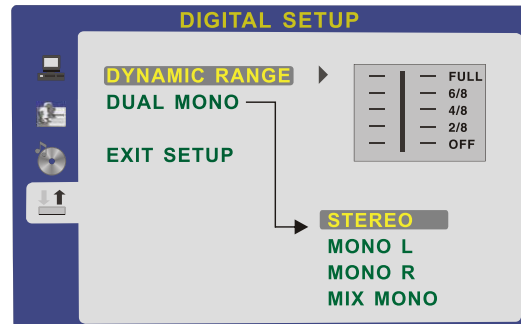 DIGITAL SETUP
DYNAMIC RANGE
DUAL MONO
EXIT SETUP
FULL
6/8
4/8
2/8
OFF
STEREO
MONO L
MONO R
MIX MONO